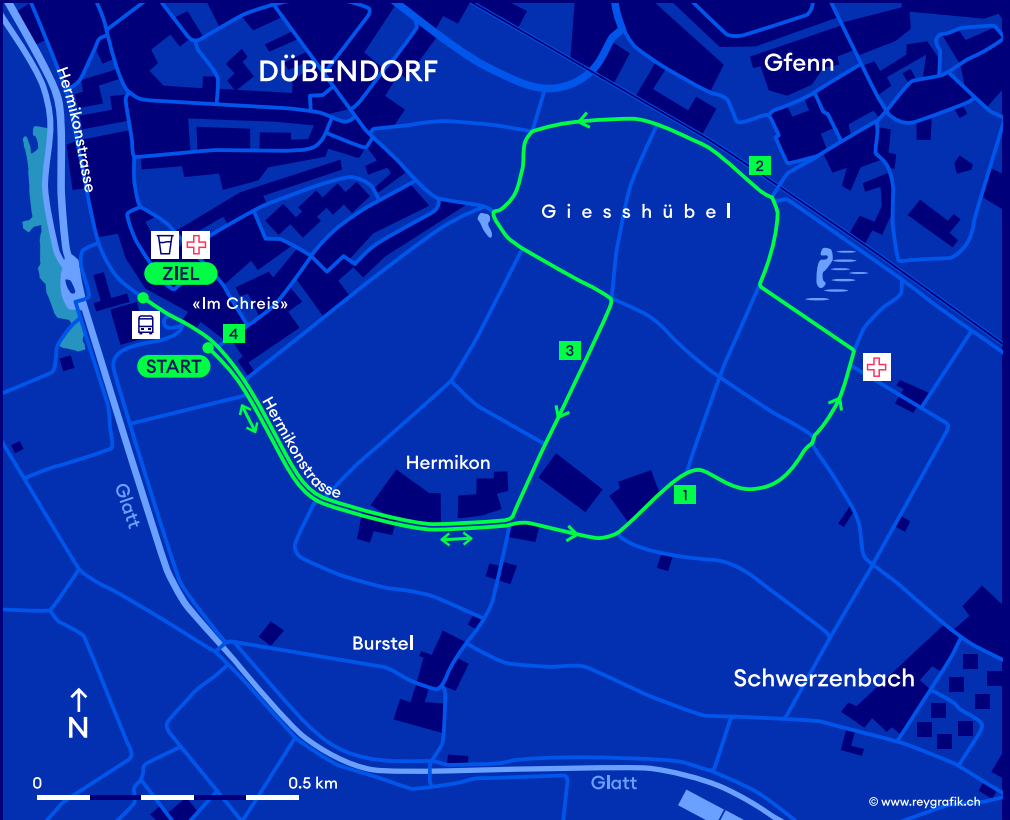 Hermikonstrasse
DÜBENDORF
Gfenn
2
Giesshübel
ZIEL
«Im Chreis»
4
START
3
Hermikonstrasse
Hermikon
Glatt
1
Burstel
Schwerzenbach
N
0
0.5 km
Glatt
© www.reygrafik.ch